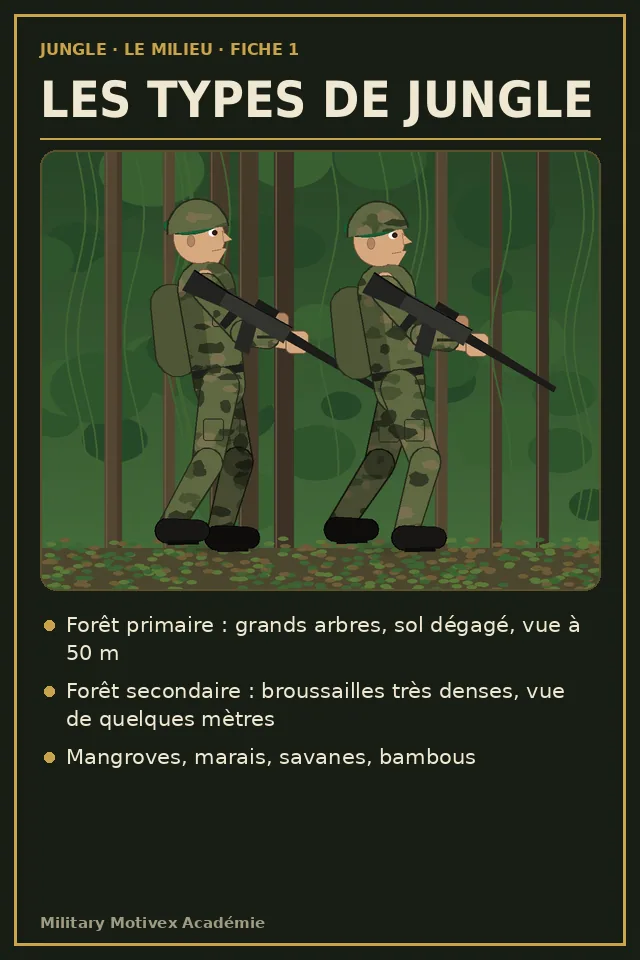 JUNGLE · LE MILIEU · FICHE 1
LES TYPES DE JUNGLE
Forêt primaire : grands arbres, sol dégagé, vue à
50 m
Forêt secondaire : broussailles très denses, vue
de quelques mètres
Mangroves, marais, savanes, bambous
Military Motivex Académie